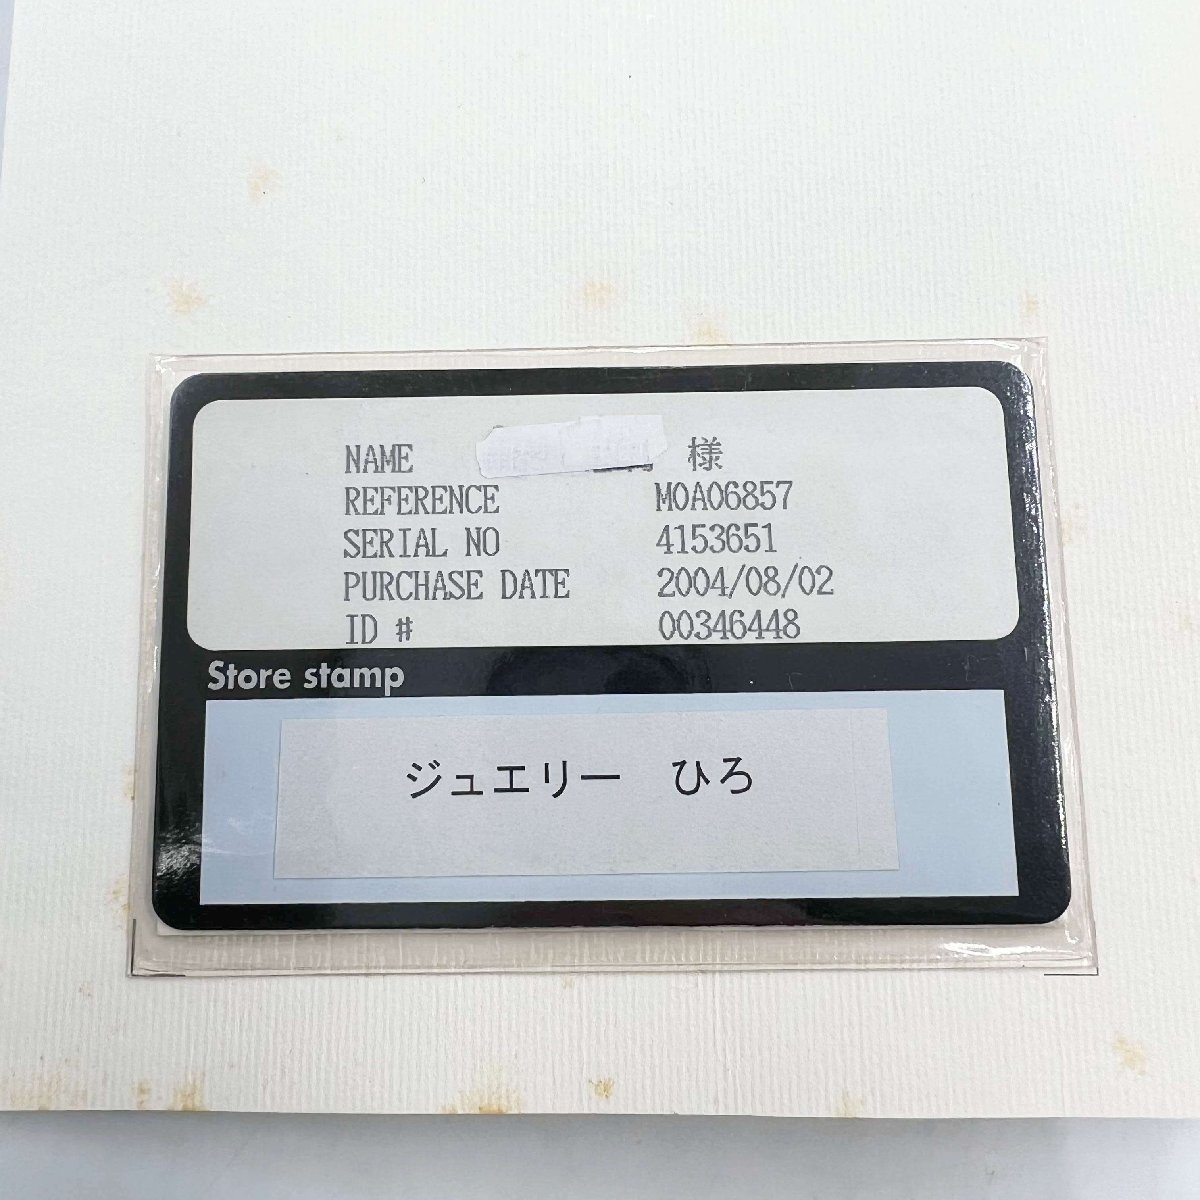 NAME 様
REFERENCE MOA06857
SERIAL NO 4153651
PURCHASE DATE 2004/08/02
ID # 00346448
Store stamp
ジュエリー ひろ